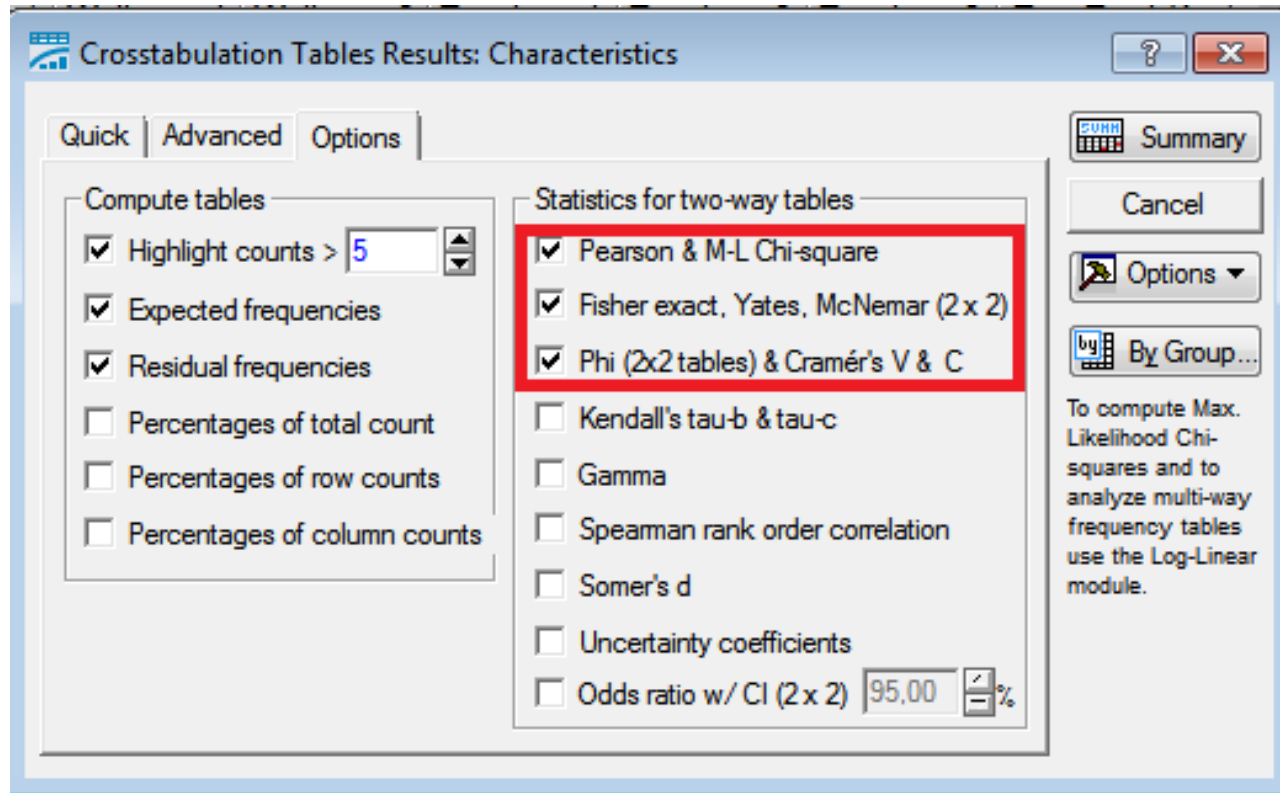 Crosstabulation Tables Results: Characteristics
?
Quick
Advanced
Options
Compute tables
Highlight counts > 5
Expected frequencies
Residual frequencies
Percentages of total count
Percentages of row counts
Percentages of column counts
Statistics for two-way tables
Pearson & M-L Chi-square
Fisher exact, Yates, McNemar (2 x 2)
Phi (2x2 tables) & Cramér's V & C
Kendall's tau-b & tau-c
Gamma
Spearman rank order correlation
Somer's d
Uncertainty coefficients
Odds ratio w/ CI (2 x 2) 95,00 %
SUMM Summary
Cancel
Options
by By Group...
To compute Max.
Likelihood Chi-
squares and to
analyze multi-way
frequency tables
use the Log-Linear
module.